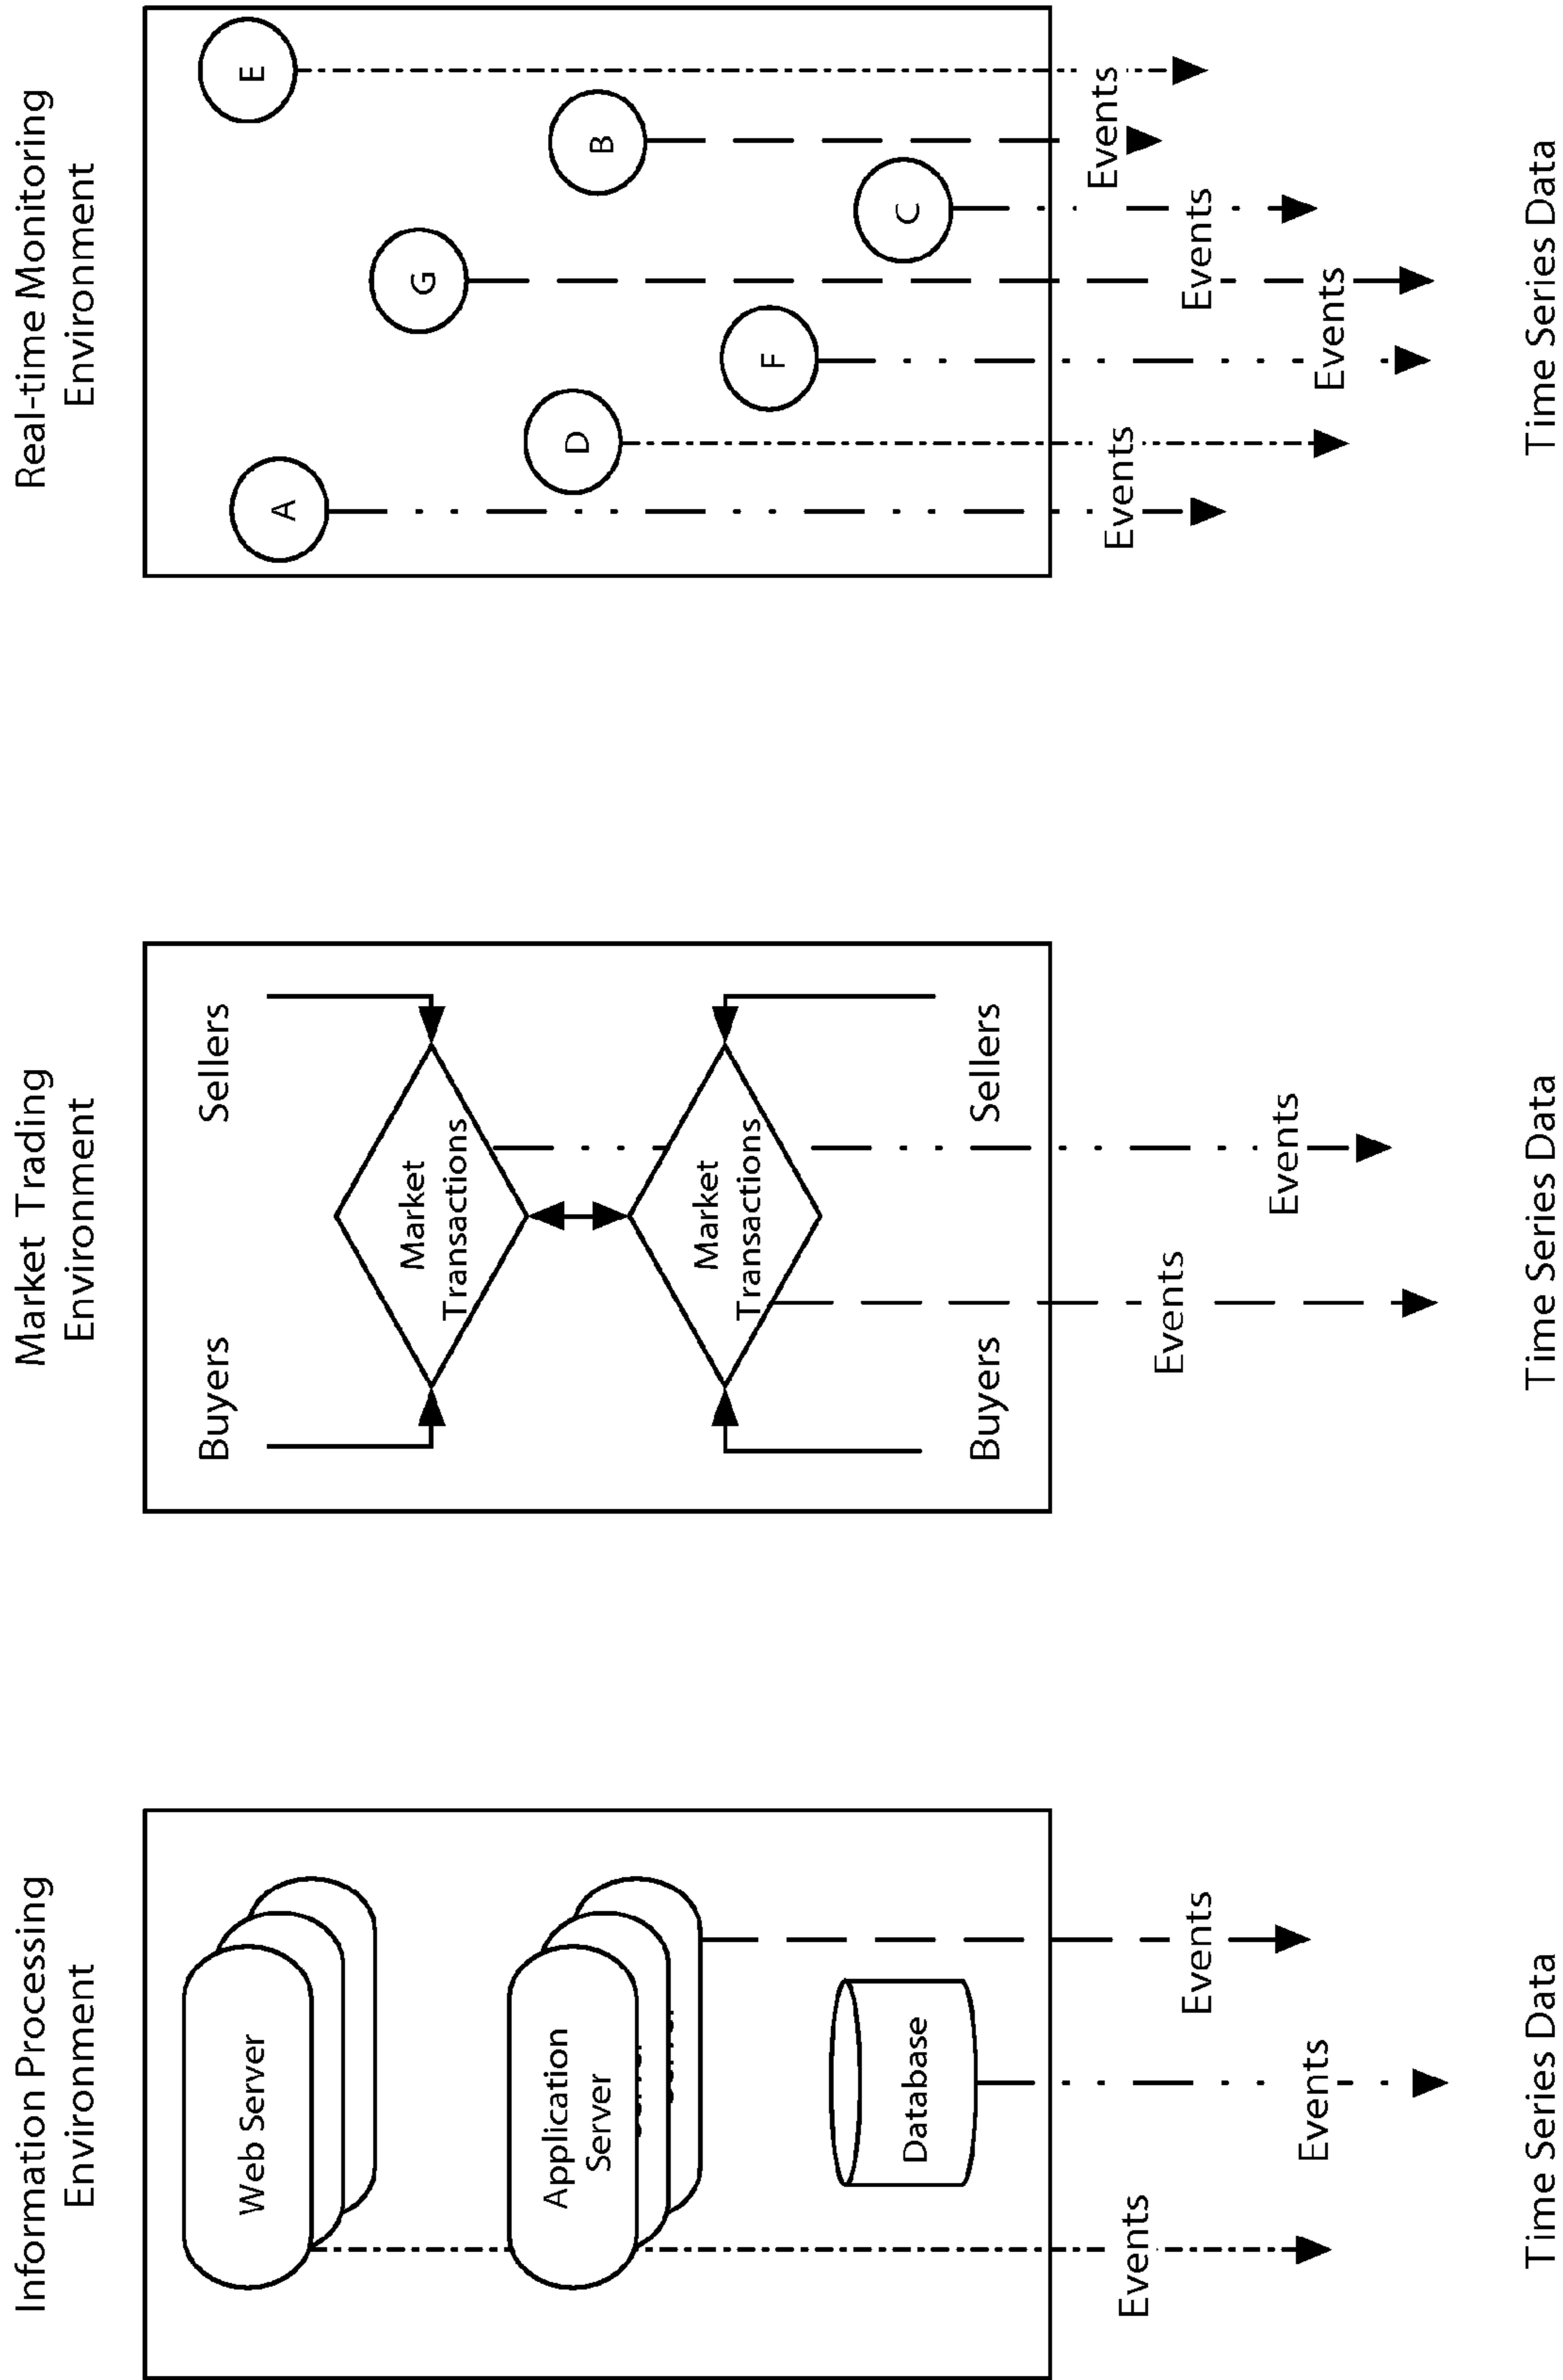 Information Processing
Environment
Web Server
Application
Server
Database
Events
Events
Events
Time Series Data
Market Trading
Environment
Buyers
Sellers
Market
Transactions
Market
Transactions
Buyers
Sellers
Events
Events
Time Series Data
Real-time Monitoring
Environment
E
A
G
D
B
F
C
Events
Events
Events
Events
Time Series Data